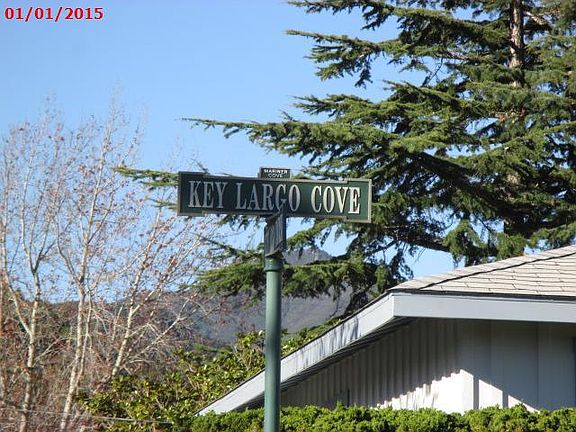 01/01/2015
MARINER
COVE
KEY LARGO COVE